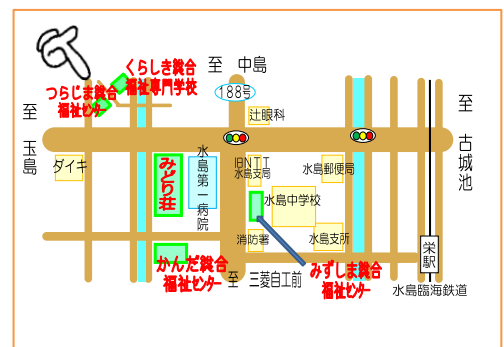 くらしき総合
福祉専門学校
至 中島
188号
つらじま総合
福祉センター
至 玉島
至 古城池
辻眼科
ダイキ
みどり荘
水島第一病院
旧NTT
水島支局
水島郵便局
水島中学校
消防署
水島支所
栄駅
かんだ総合
福祉センター
至 三菱自工前
みずしま総合
福祉センター
水島臨海鉄道